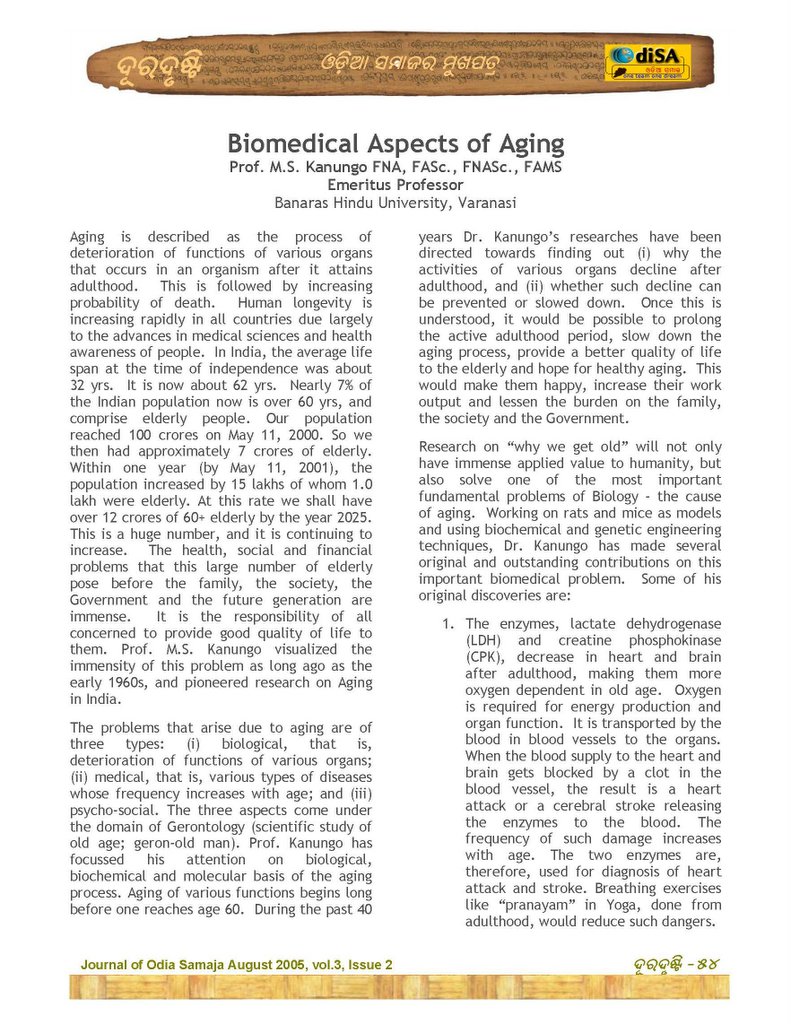 ଦୂରଦୃଷ୍ଟି
ଓଡ଼ିଆ ସମାଜର ମୁଖପତ୍ର
OdiSA
ଓଡ଼ିଆ ସମାଜ
one team one dream
Biomedical Aspects of Aging
Prof. M.S. Kanungo FNA, FASc., FNASc., FAMS
Emeritus Professor
Banaras Hindu University, Varanasi
Aging is described as the process of
deterioration of functions of various organs
that occurs in an organism after it attains
adulthood. This is followed by increasing
probability of death. Human longevity is
increasing rapidly in all countries due largely
to the advances in medical sciences and health
awareness of people. In India, the average life
span at the time of independence was about
32 yrs. It is now about 62 yrs. Nearly 7% of
the Indian population now is over 60 yrs, and
comprise elderly people. Our population
reached 100 crores on May 11, 2000. So we
then had approximately 7 crores of elderly.
Within one year (by May 11, 2001), the
population increased by 15 lakhs of whom 1.0
lakh were elderly. At this rate we shall have
over 12 crores of 60+ elderly by the year 2025.
This is a huge number, and it is continuing to
increase. The health, social and financial
problems that this large number of elderly
pose before the family, the society, the
Government and the future generation are
immense. It is the responsibility of all
concerned to provide good quality of life to
them. Prof. M.S. Kanungo visualized the
immensity of this problem as long ago as the
early 1960s, and pioneered research on Aging
in India.
The problems that arise due to aging are of
three types: (i) biological, that is,
deterioration of functions of various organs;
(ii) medical, that is, various types of diseases
whose frequency increases with age; and (iii)
psycho-social. The three aspects come under
the domain of Gerontology (scientific study of
old age; geron-old man). Prof. Kanungo has
focussed his attention on biological,
biochemical and molecular basis of the aging
process. Aging of various functions begins long
before one reaches age 60. During the past 40
years Dr. Kanungo’s researches have been
directed towards finding out (i) why the
activities of various organs decline after
adulthood, and (ii) whether such decline can
be prevented or slowed down. Once this is
understood, it would be possible to prolong
the active adulthood period, slow down the
aging process, provide a better quality of life
to the elderly and hope for healthy aging. This
would make them happy, increase their work
output and lessen the burden on the family,
the society and the Government.
Research on “why we get old” will not only
have immense applied value to humanity, but
also solve one of the most important
fundamental problems of Biology - the cause
of aging. Working on rats and mice as models
and using biochemical and genetic engineering
techniques, Dr. Kanungo has made several
original and outstanding contributions on this
important biomedical problem. Some of his
original discoveries are:
1. The enzymes, lactate dehydrogenase
(LDH) and creatine phosphokinase
(CPK), decrease in heart and brain
after adulthood, making them more
oxygen dependent in old age. Oxygen
is required for energy production and
organ function. It is transported by the
blood in blood vessels to the organs.
When the blood supply to the heart and
brain gets blocked by a clot in the
blood vessel, the result is a heart
attack or a cerebral stroke releasing
the enzymes to the blood. The
frequency of such damage increases
with age. The two enzymes are,
therefore, used for diagnosis of heart
attack and stroke. Breathing exercises
like “pranayam” in Yoga, done from
adulthood, would reduce such dangers.
Journal of Odia Samaja August 2005, vol.3, Issue 2
ଦୂରଦୃଷ୍ଟି - ୫୪